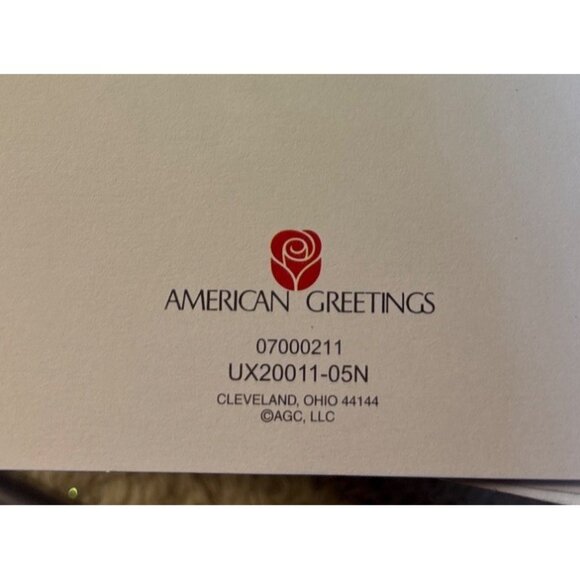 AMERICAN GREETINGS
07000211
UX20011-05N
CLEVELAND, OHIO 44144
©AGC, LLC